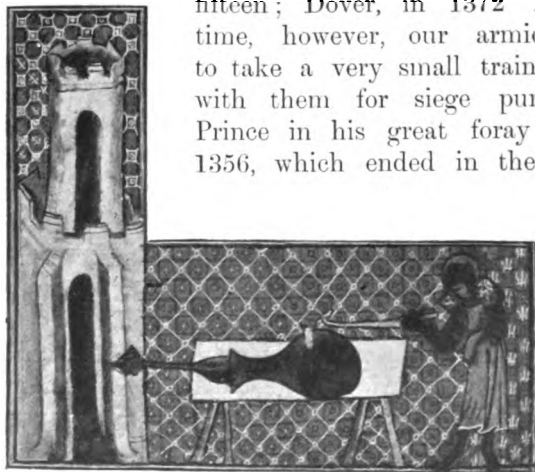 fifteen; Dover, in 1372
time, however, our armie
to take a very small train
with them for siege pur
Prince in his great foray
1356, which ended in the